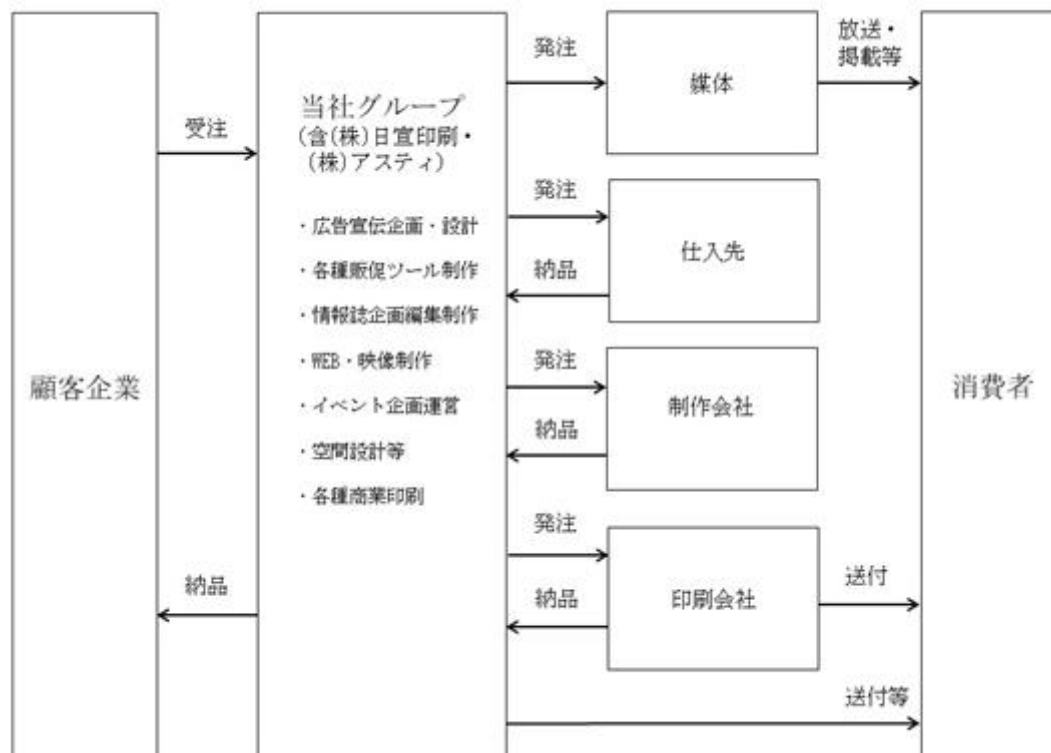 顧客企業
受注
納品
当社グループ
(含(株)日宣印刷・
(株)アスティ)
・広告宣伝企画・設計
・各種販促ツール制作
・情報誌企画編集制作
・WEB・映像制作
・イベント企画運営
・空間設計等
・各種商業印刷
発注
媒体
放送・
掲載等
発注
仕入先
納品
発注
制作会社
納品
発注
印刷会社
納品
送付
送付等
消費者